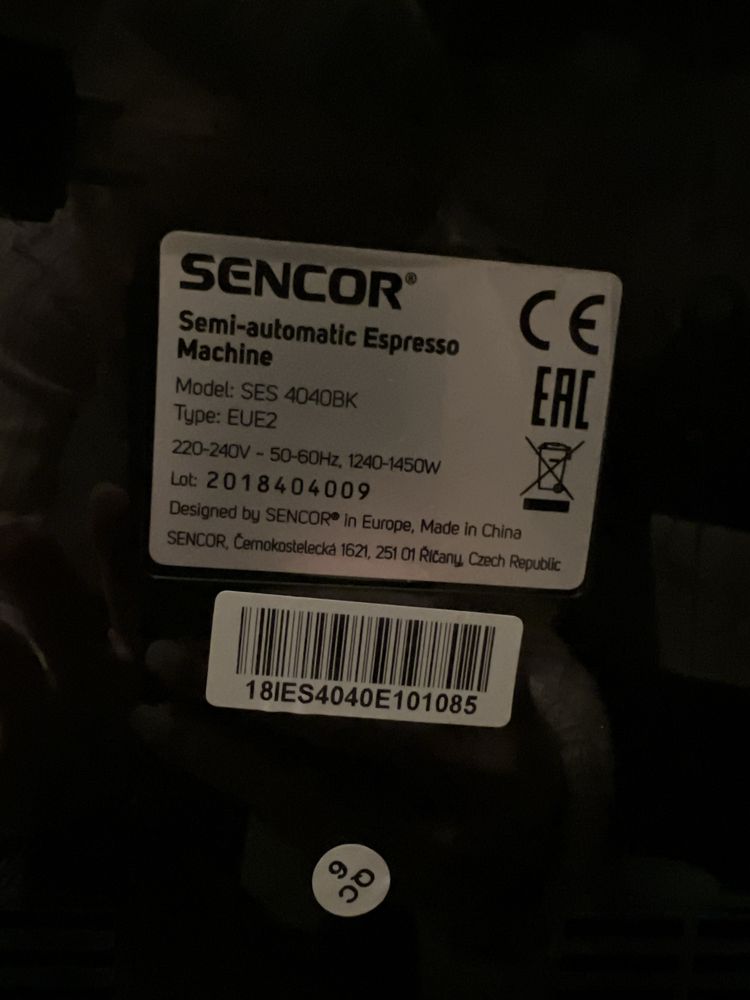 SENCOR®
Semi-automatic Espresso
Machine
Model: SES 4040BK
Type: EUE2
220-240V ~ 50-60Hz, 1240-1450W
Lot: 2018404009
Designed by SENCOR® in Europe, Made in China
SENCOR, Černokostelecká 1621, 251 01 Říčany, Czech Republic
CE
EAC
18IES4040E101085
QC
6